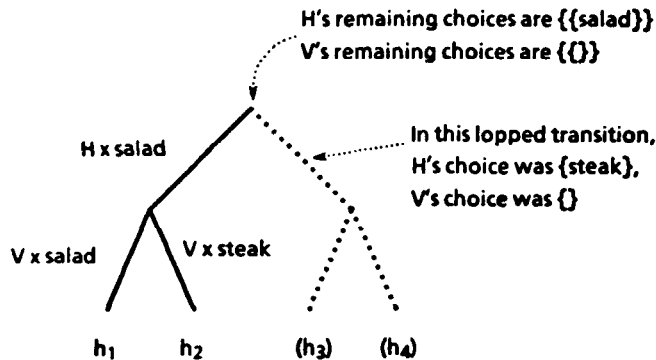 H's remaining choices are {{salad}}
V's remaining choices are {{}}
In this lopped transition,
H's choice was {steak},
V's choice was {}
H x salad
V x salad
V x steak
h₁
h₂
(h₃)
(h₄)